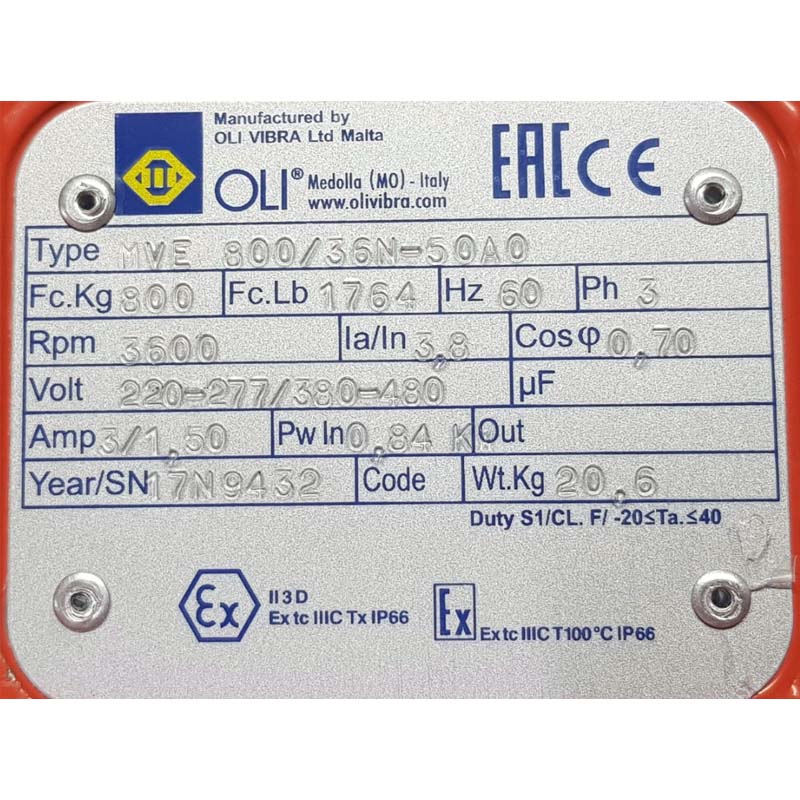 Manufactured by
OLI VIBRA Ltd Malta
OLI® Medolla (MO) - Italy
www.olivibra.com
EAC CE
Type MVE 800/36N-50A0
Fc.Kg 800 Fc.Lb 1764 Hz 60 Ph 3
Rpm 3600 Ia/In 3,8 Cosφ 0,70
Volt 220-277/380-480 µF
Amp 3/1,50 Pw In 0,84 K Out
Year/SN 17N9432 Code Wt.Kg 20,6
Duty S1/CL. F/ -20≤Ta.≤40
Ex II 3 D
Ex tc IIIC Tx IP66
Ex Ex tc IIIC T100°C IP66